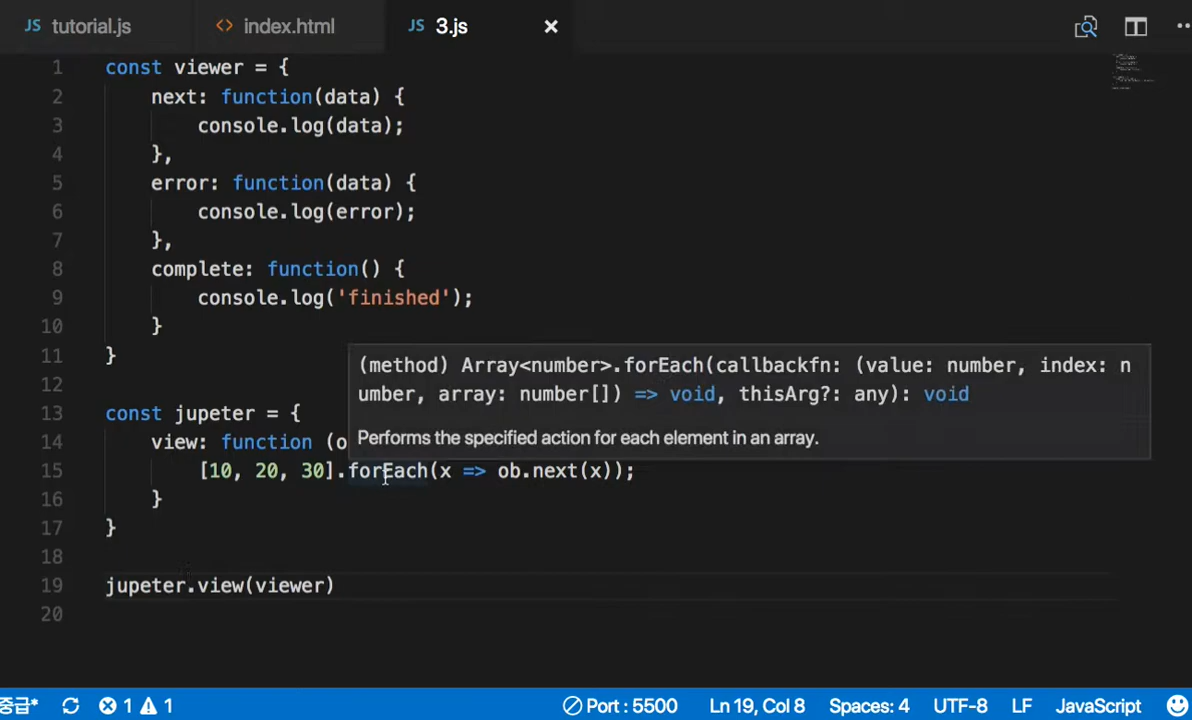 JS tutorial.js <> index.html JS 3.js ×
1 const viewer = {
2 next: function(data) {
3 console.log(data);
4 },
5 error: function(data) {
6 console.log(error);
7 },
8 complete: function() {
9 console.log('finished');
10 }
11 }
(method) Array<number>.forEach(callbackfn: (value: number, index: n
12
umber, array: number[]) => void, thisArg?: any): void
13 const jupeter = {
Performs the specified action for each element in an array.
14 view: function (o
15 [10, 20, 30].forEach(x => ob.next(x));
16 }
17 }
18
19 jupeter.view(viewer)
20
중급* 1 1 Port : 5500 Ln 19, Col 8 Spaces: 4 UTF-8 LF JavaScript